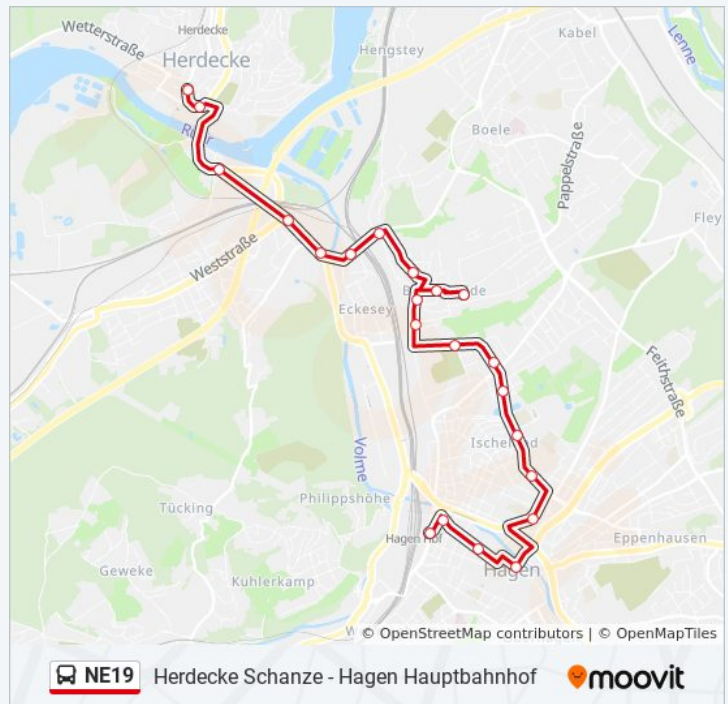 Wetterstraße
Herdecke
Herdecke
Hengstey
Kabel
Lenne
Ruhr
Boele
Pappelstraße
Fley
Weststraße
Eckesey
Feithstraße
Volme
Ischeland
Philippshöhe
Tücking
Hagen Hbf
Eppenhausen
Hagen
Geweke
Kuhlerkamp
W
© OpenStreetMap contributors | © OpenMapTiles
NE19 Herdecke Schanze - Hagen Hauptbahnhof moovit